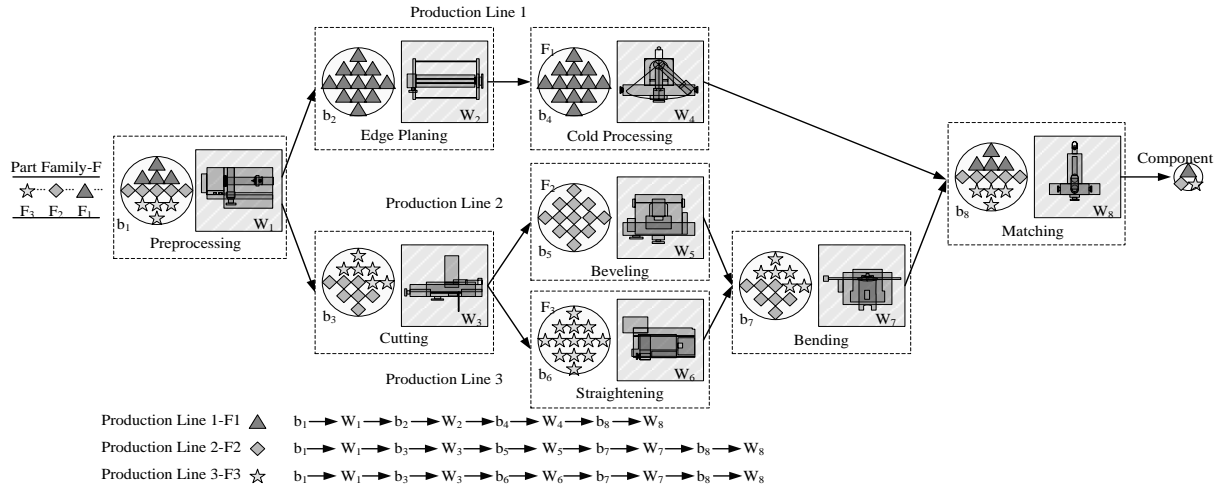 Production Line 1
F₁
b₂
W₂
Edge Planing
b₄
W₄
Cold Processing
Part Family-F
F₃ F₂ F₁
b₁
W₁
Preprocessing
Production Line 2
F₂
b₅
W₅
Beveling
b₃
W₃
Cutting
Production Line 3
F₃
b₆
W₆
Straightening
b₇
W₇
Bending
b₈
W₈
Matching
Component
Production Line 1-F1 b₁ W₁ b₂ W₂ b₄ W₄ b₈ W₈
Production Line 2-F2 b₁ W₁ b₃ W₃ b₅ W₅ b₇ W₇ b₈ W₈
Production Line 3-F3 b₁ W₁ b₃ W₃ b₆ W₆ b₇ W₇ b₈ W₈